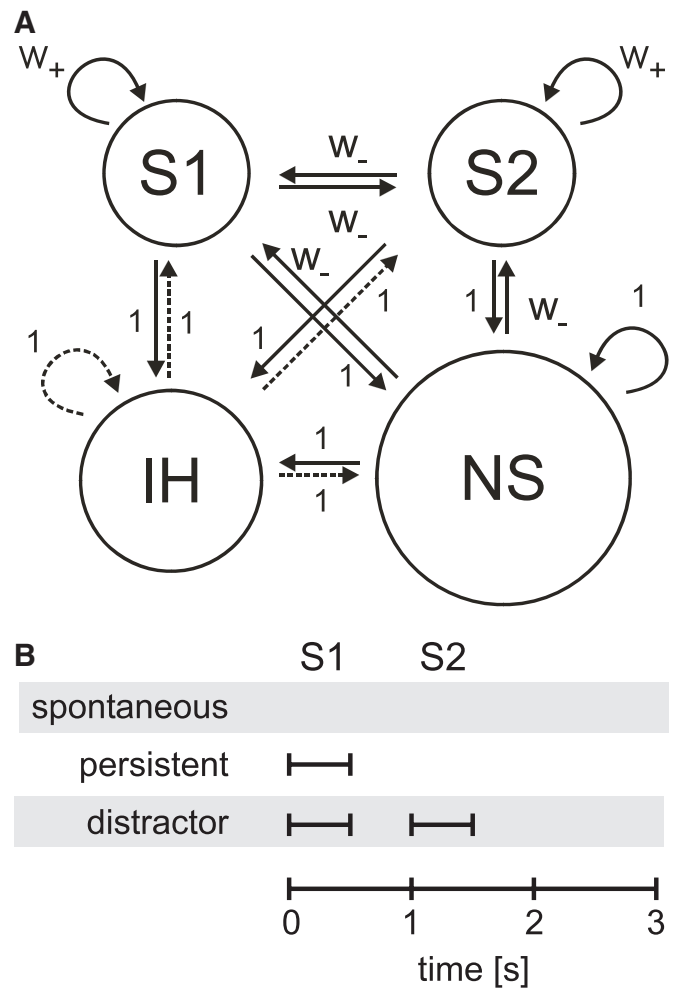 A
w+ w+
S1 S2
w-
w-
w-
1 1 1 1 w- 1
1 1 1
IH NS
1
1
B S1 S2
spontaneous
persistent
distractor
0 1 2 3
time [s]